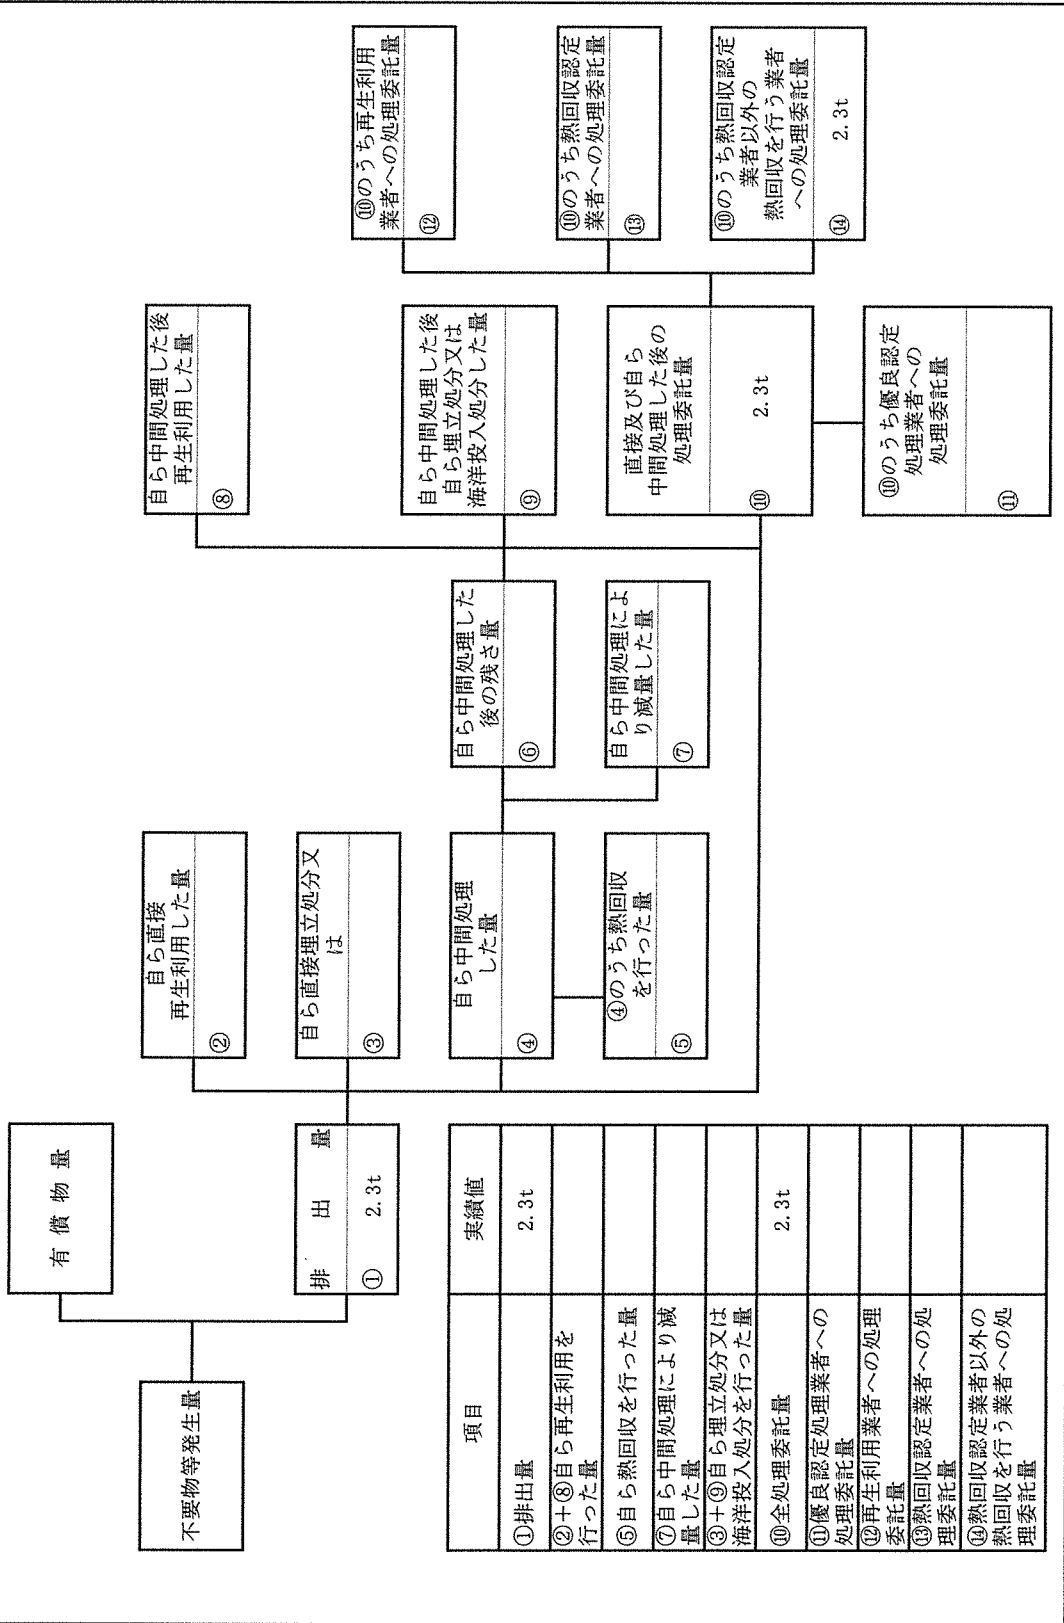 不要物等発生量
有償物量
排出量
① 2.3t
自ら直接
再生利用した量
②
自ら直接埋立処分又
は
③
自ら中間処理
した量
④
④のうち熱回収
を行った量
⑤
自ら中間処理した
後の残さ量
⑥
自ら中間処理によ
り減量した量
⑦
自ら中間処理した後
再生利用した量
⑧
自ら中間処理した後
自ら埋立処分又は
海洋投入処分した量
⑨
直接及び自ら
中間処理した後の
処理委託量
⑩ 2.3t
⑩のうち優良認定
処理業者への
処理委託量
⑪
⑩のうち再生利用
業者への処理委託量
⑫
⑩のうち熱回収認定
業者への処理委託量
⑬
⑩のうち熱回収認定
業者以外の
熱回収を行う業者
への処理委託量
⑭ 2.3t
項目 実績値
①排出量 2.3t
②+⑧自ら再生利用を
行った量
⑤自ら熱回収を行った量
⑦自ら中間処理により減
量した量
③+⑨自ら埋立処分又は
海洋投入処分を行った量
⑩全処理委託量 2.3t
⑪優良認定処理業者への
処理委託量
⑫再生利用業者への処理
委託量
⑬熱回収認定業者への処
理委託量
⑭熱回収認定業者以外の
熱回収を行う業者への処
理委託量